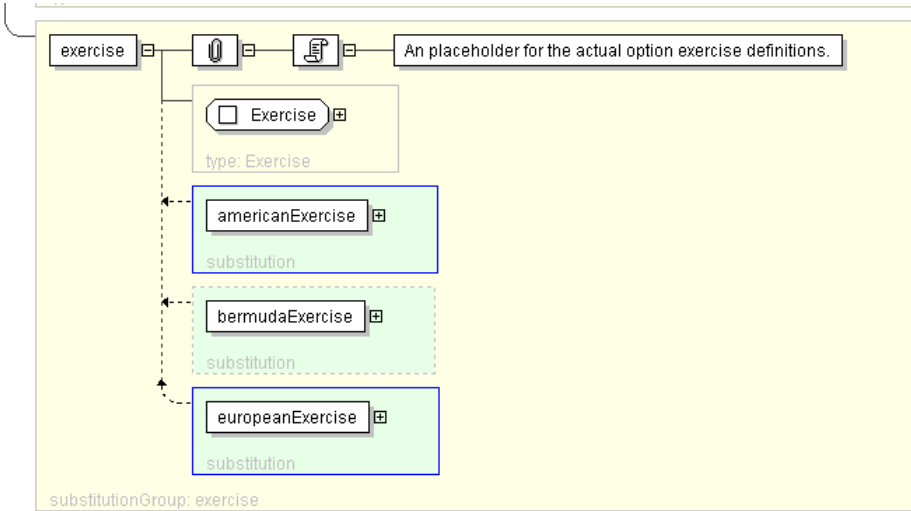 exercise
An placeholder for the actual option exercise definitions.
Exercise
type: Exercise
americanExercise
substitution
bermudaExercise
substitution
europeanExercise
substitution
substitutionGroup: exercise